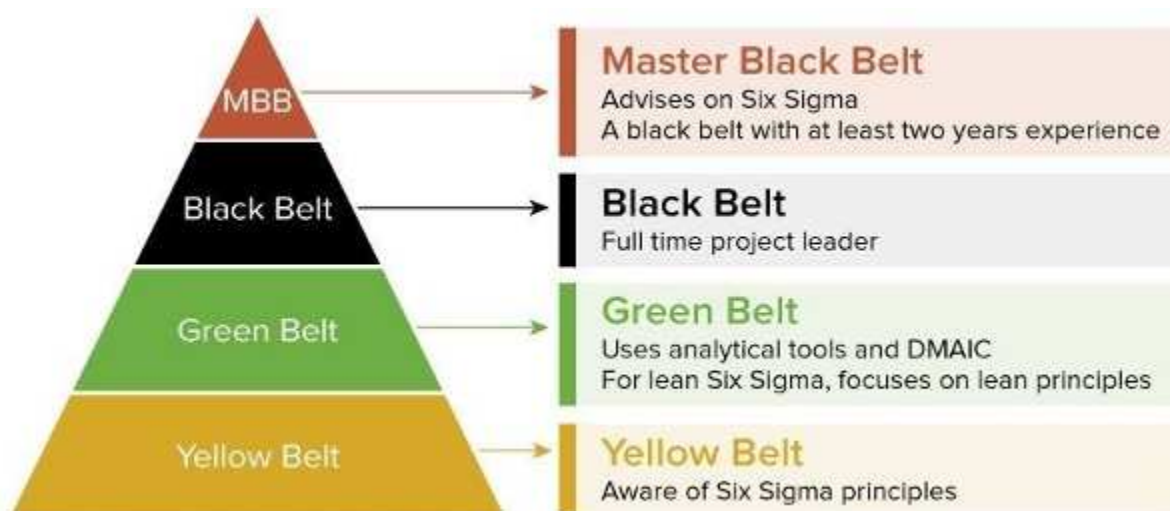 MBB
Master Black Belt
Advises on Six Sigma
A black belt with at least two years experience
Black Belt
Black Belt
Full time project leader
Green Belt
Green Belt
Uses analytical tools and DMAIC
For lean Six Sigma, focuses on lean principles
Yellow Belt
Yellow Belt
Aware of Six Sigma principles